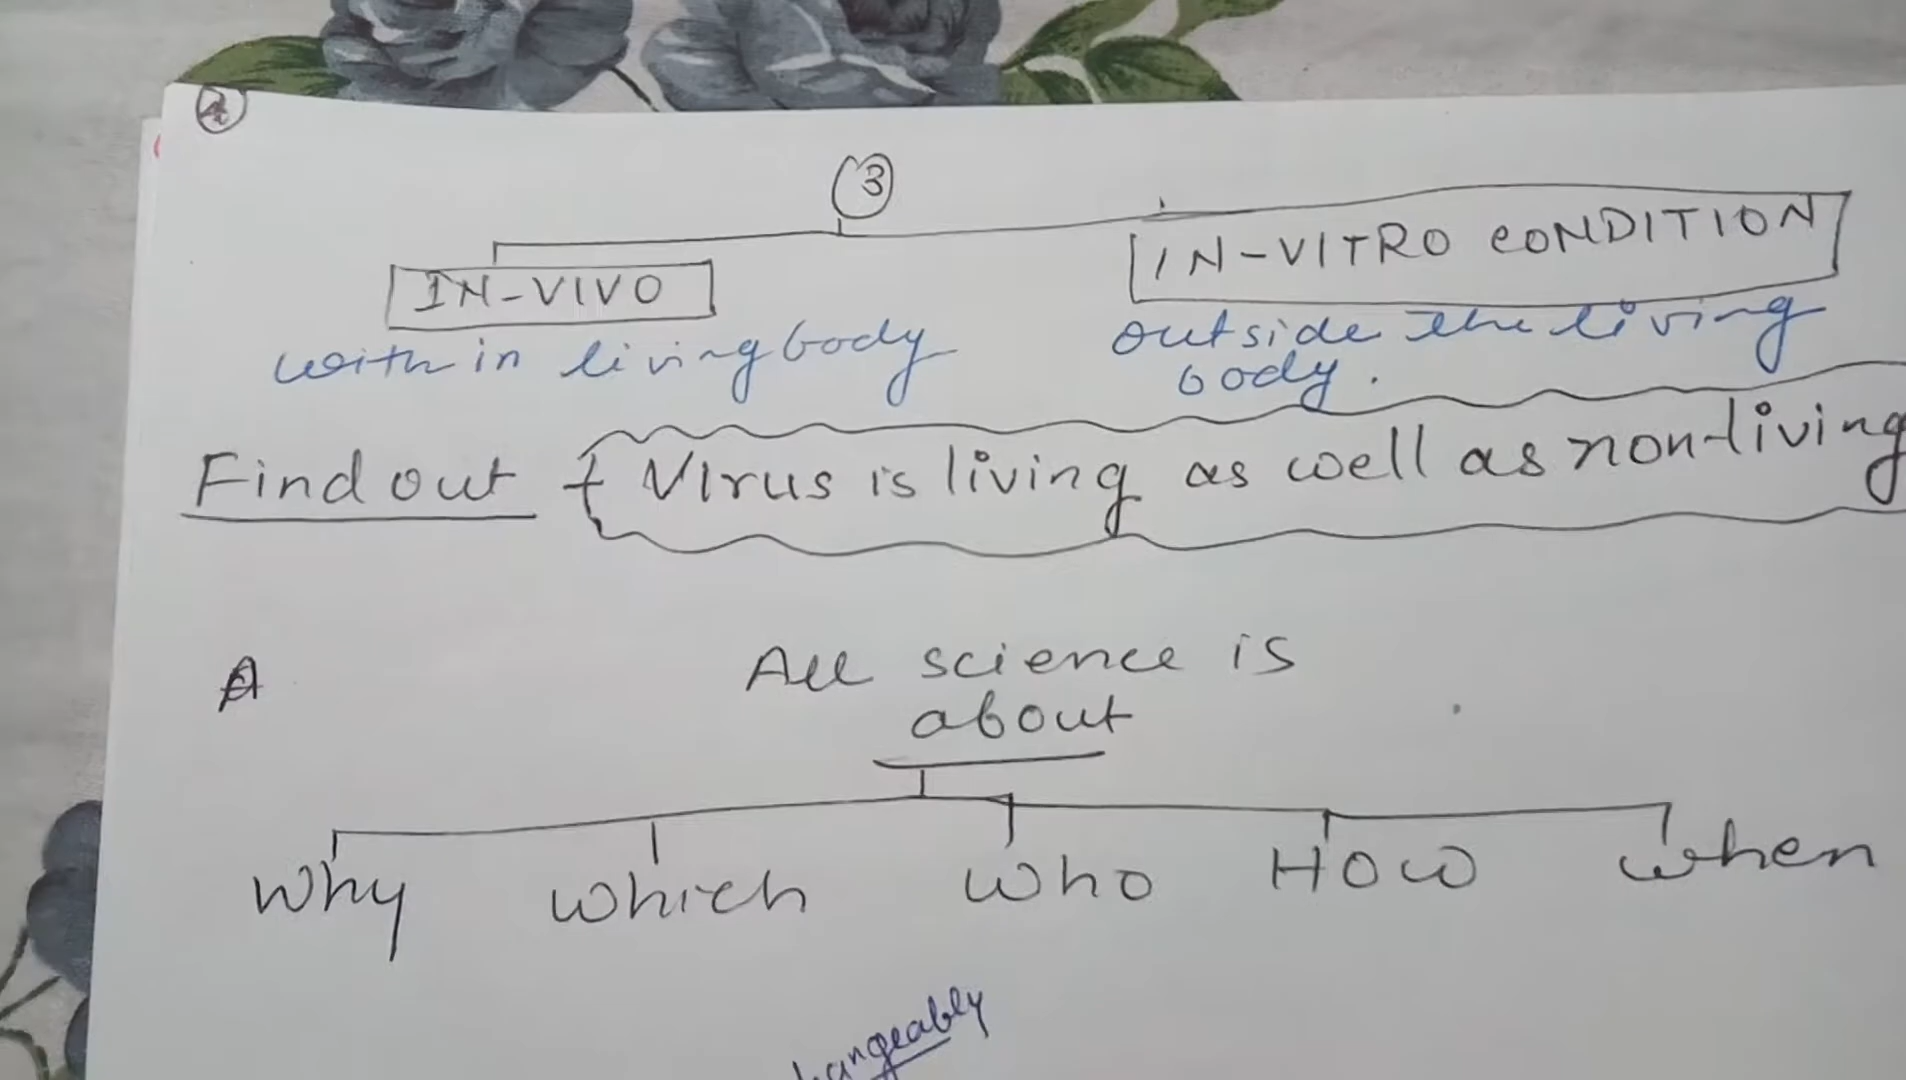 3
IN-VIVO
IN-VITRO CONDITION
with in living body
outside the living
body.
Find out { Virus is living as well as non-living
All science is
about
Why which who How when